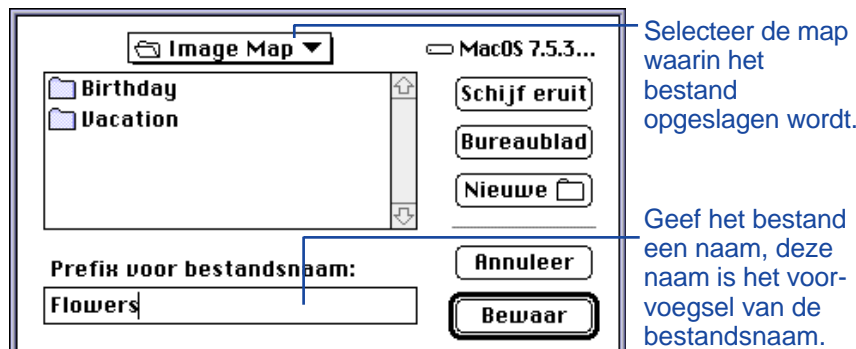 Image Map
MacOS 7.5.3...
Birthday
Vacation
Schijf eruit
Bureaublad
Nieuwe
Prefix voor bestandsnaam:
Flowers
Annuleer
Bewaar
Selecteer de map
waarin het
bestand
opgeslagen wordt.
Geef het bestand
een naam, deze
naam is het voor-
voegsel van de
bestandsnaam.